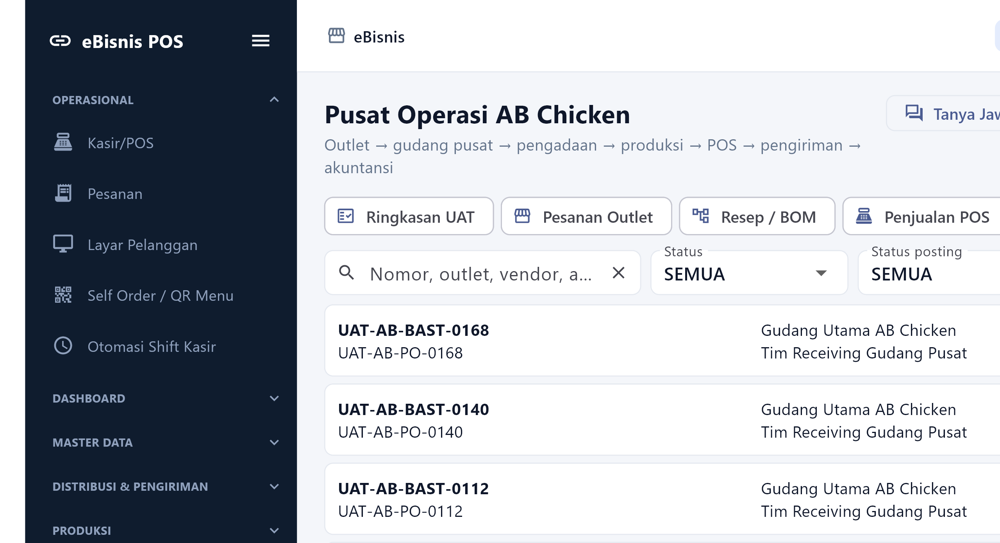 eBisnis POS
OPERASIONAL
Kasir/POS
Pesanan
Layar Pelanggan
Self Order / QR Menu
Otomasi Shift Kasir
DASHBOARD
MASTER DATA
DISTRIBUSI & PENGIRIMAN
PRODUKSI
eBisnis
Pusat Operasi AB Chicken
Tanya
Outlet → gudang pusat → pengadaan → produksi → POS → pengiriman →
akuntansi
Ringkasan UAT
Pesanan Outlet
Resep / BOM
Penjualan POS
Nomor, outlet, vendor, a...
Status
SEMUA
Status posting
SEMUA
UAT-AB-BAST-0168
UAT-AB-PO-0168
Gudang Utama AB Chicken
Tim Receiving Gudang Pusat
UAT-AB-BAST-0140
UAT-AB-PO-0140
Gudang Utama AB Chicken
Tim Receiving Gudang Pusat
UAT-AB-BAST-0112
UAT-AB-PO-0112
Gudang Utama AB Chicken
Tim Receiving Gudang Pusat